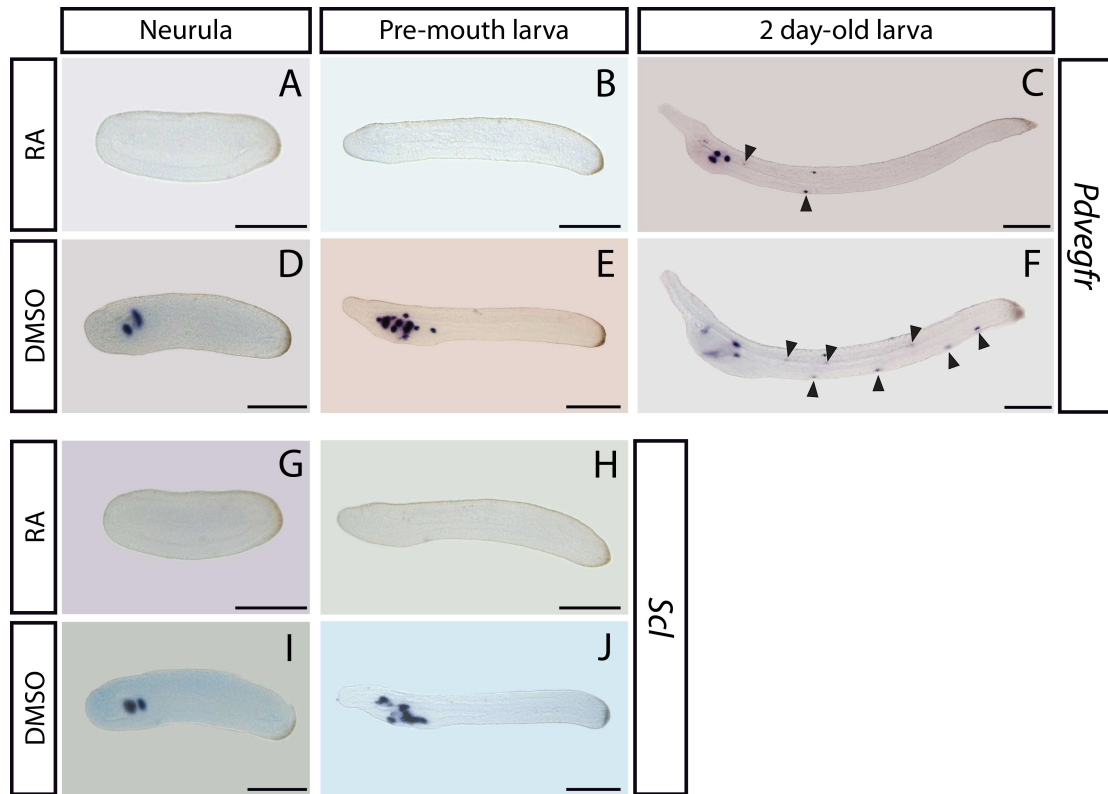 Neurula
Pre-mouth larva
2 day-old larva
RA
A
B
C
DMSO
D
E
F
Pdvegfr
RA
G
H
DMSO
I
J
Scl